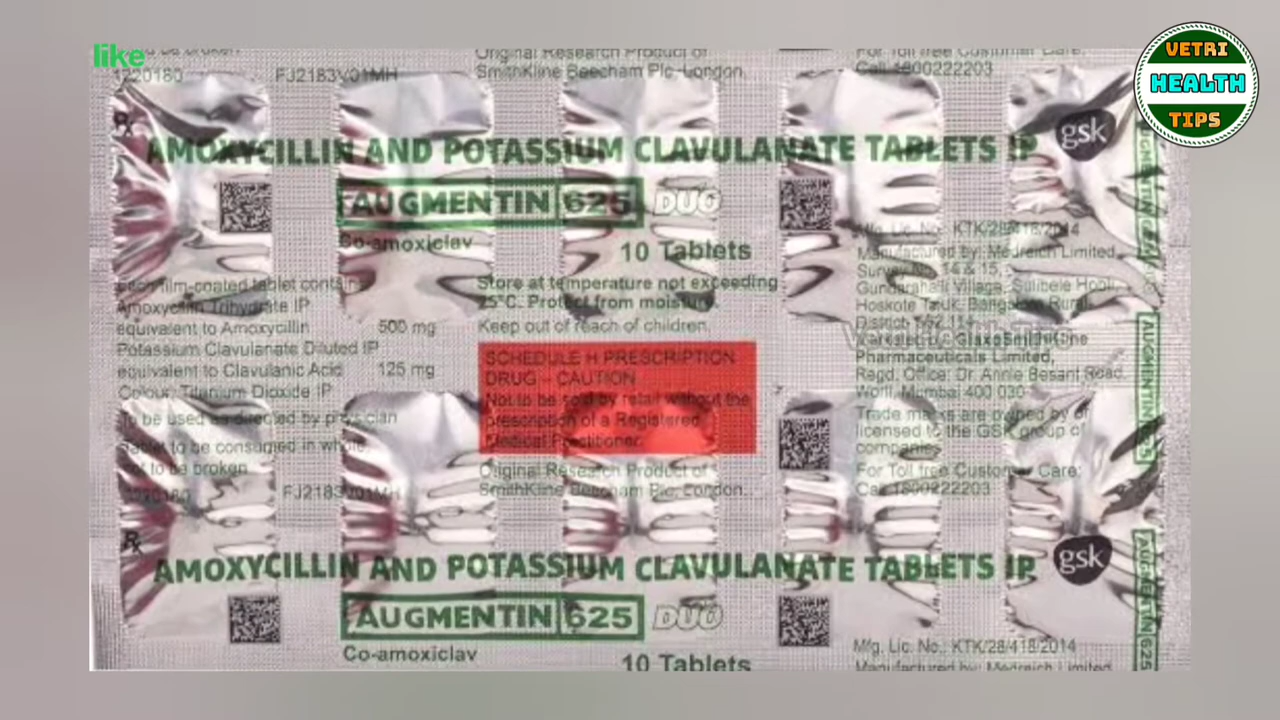 like
VETRI
HEALTH
TIPS
Original Research Product of
1220180 FJ2183V01MH SmithKline Beecham Plc-London.
For Toll free Customer Care:
Call 1800222203
gsk
AMOXYCILLIN AND POTASSIUM CLAVULANATE TABLETS IP
AUGMENTIN 625 DUO
Co-amoxiclav
10 Tablets
Each film-coated tablet contains
Amoxycillin Trihydrate IP
equivalent to Amoxycillin 500 mg
Potassium Clavulanate Diluted IP
equivalent to Clavulanic Acid 125 mg
Colour: Titanium Dioxide IP
To be used as directed by physician
Tablet to be consumed in whole,
not to be broken
FJ2183V01MH
Store at temperature not exceeding
25°C. Protect from moisture.
Keep out of reach of children.
SCHEDULE H PRESCRIPTION
DRUG – CAUTION
Not to be sold by retail without the
prescription of a Registered
Medical Practitioner.
Original Research Product of
SmithKline Beecham Plc, London.
Mfg. Lic. No.: KTK/28/418/2014
Manufactured by: Medreich Limited,
14 & 15,
Village, Sulibele Hobli,
Hoskote Taluk, Bangalore Rural
District
Marketed by: GlaxoSmithKline
Pharmaceuticals Limited,
Regd. Office: Dr. Annie Besant Road,
Worli, Mumbai 400 030
Trade marks are owned by or
licensed to the GSK group of
companies
For Toll free Customer Care:
Call 1800222203
AUGMENTIN 625
Rx
gsk
AMOXYCILLIN AND POTASSIUM CLAVULANATE TABLETS IP
AUGMENTIN 625 DUO
Co-amoxiclav
10 Tablets
Mfg. Lic. No.: KTK/28/418/2014
Manufactured by: Medreich Limited
AUGMENTIN 625